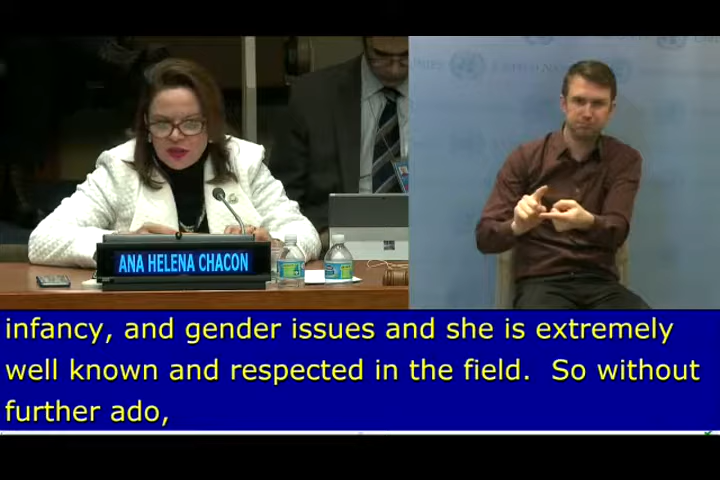 ANA HELENA CHACON
infancy, and gender issues and she is extremely
well known and respected in the field.  So without
further ado,